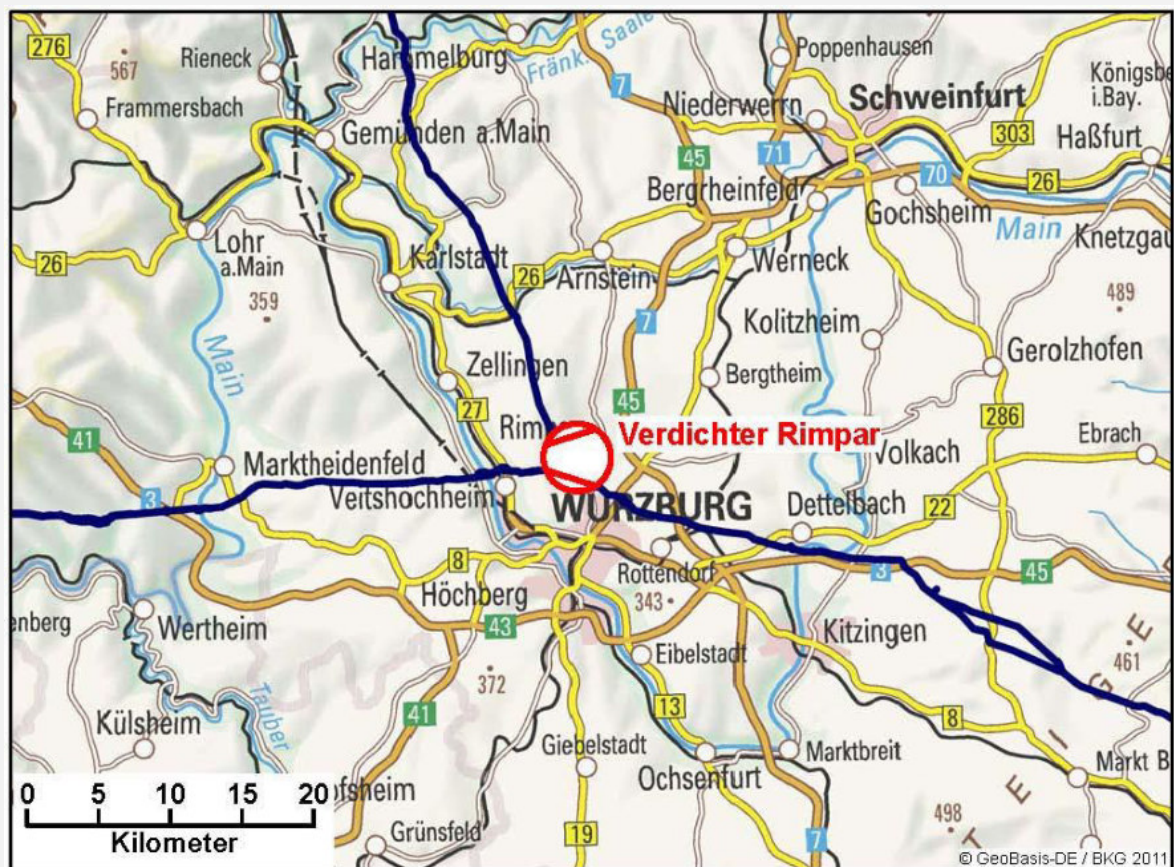 276
567
Rieneck
Hammelburg
Fränk. Saale
7
Poppenhausen
Königsbe
i.Bay.
Frammersbach
Niederwerrn
Schweinfurt
Gemünden a.Main
45
71
303
Haßfurt
Bergrheinfeld
70
26
Lohr
a.Main
Karlstadt
Gochsheim
Main
Knetzgau
26
26
Arnstein
Werneck
359
7
489
Main
Kolitzheim
Zellingen
Gerolzhofen
Bergtheim
27
45
286
41
Rim
Verdichter Rimpar
Volkach
Ebrach
Marktheidenfeld
3
Veitshochheim
WÜRZBURG
Dettelbach
22
8
Rottendorf
3
45
Höchberg
343
enberg
Wertheim
43
Kitzingen
Eibelstadt
461
372
Tauber
41
13
8
Külsheim
Giebelstadt
Marktbreit
Ochsenfurt
Markt B
0 5 10 15 20
Kilometer
ofsheim
498
Grünsfeld
19
7
T E I G E
© GeoBasis-DE / BKG 2011